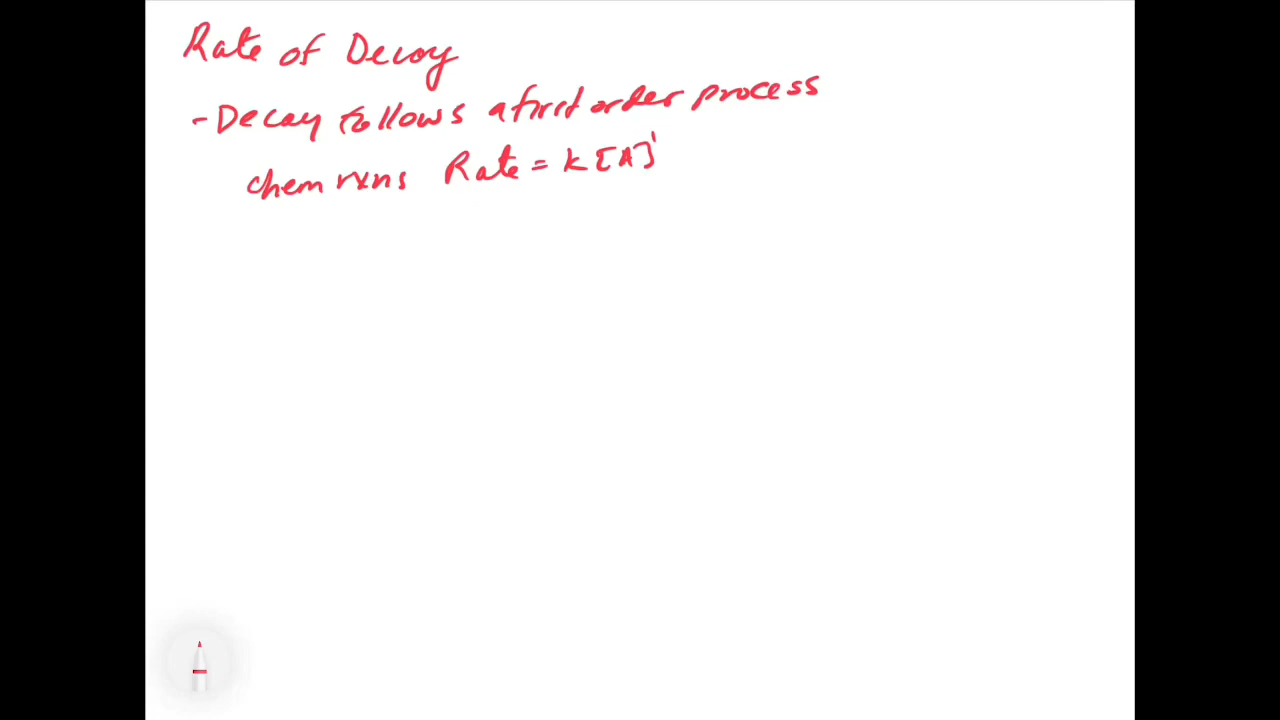 Rate of Decay
- Decay follows a first order process
chem rxns Rate = k[A]¹